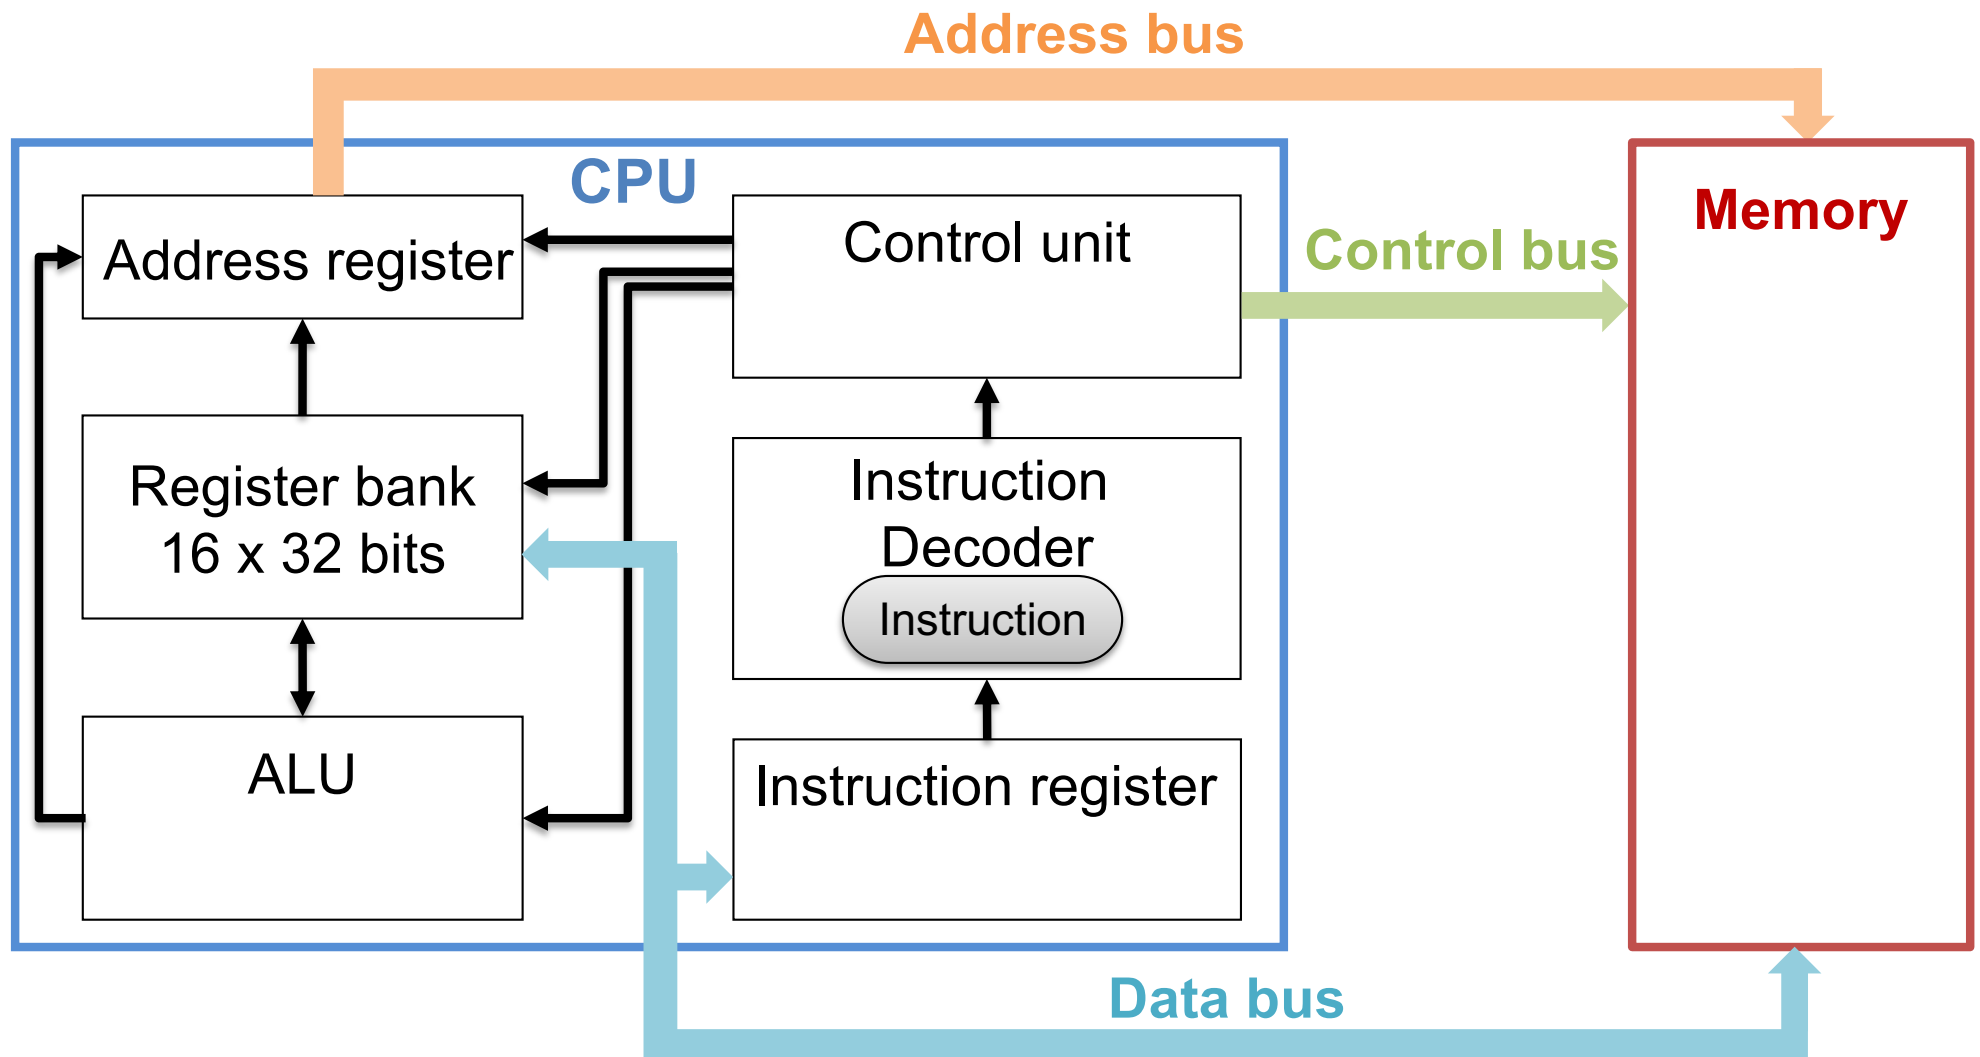 Address bus
CPU
Address register
Control unit
Control bus
Memory
Register bank
16 x 32 bits
Instruction
Decoder
Instruction
ALU
Instruction register
Data bus